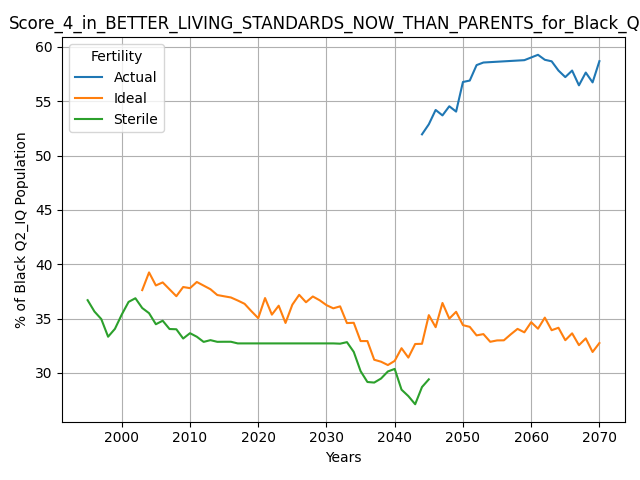 Score_4_in_BETTER_LIVING_STANDARDS_NOW_THAN_PARENTS_for_Black_Q
Fertility
Actual
Ideal
Sterile
% of Black Q2_IQ Population
60
55
50
45
40
35
30
2000 2010 2020 2030 2040 2050 2060 2070
Years